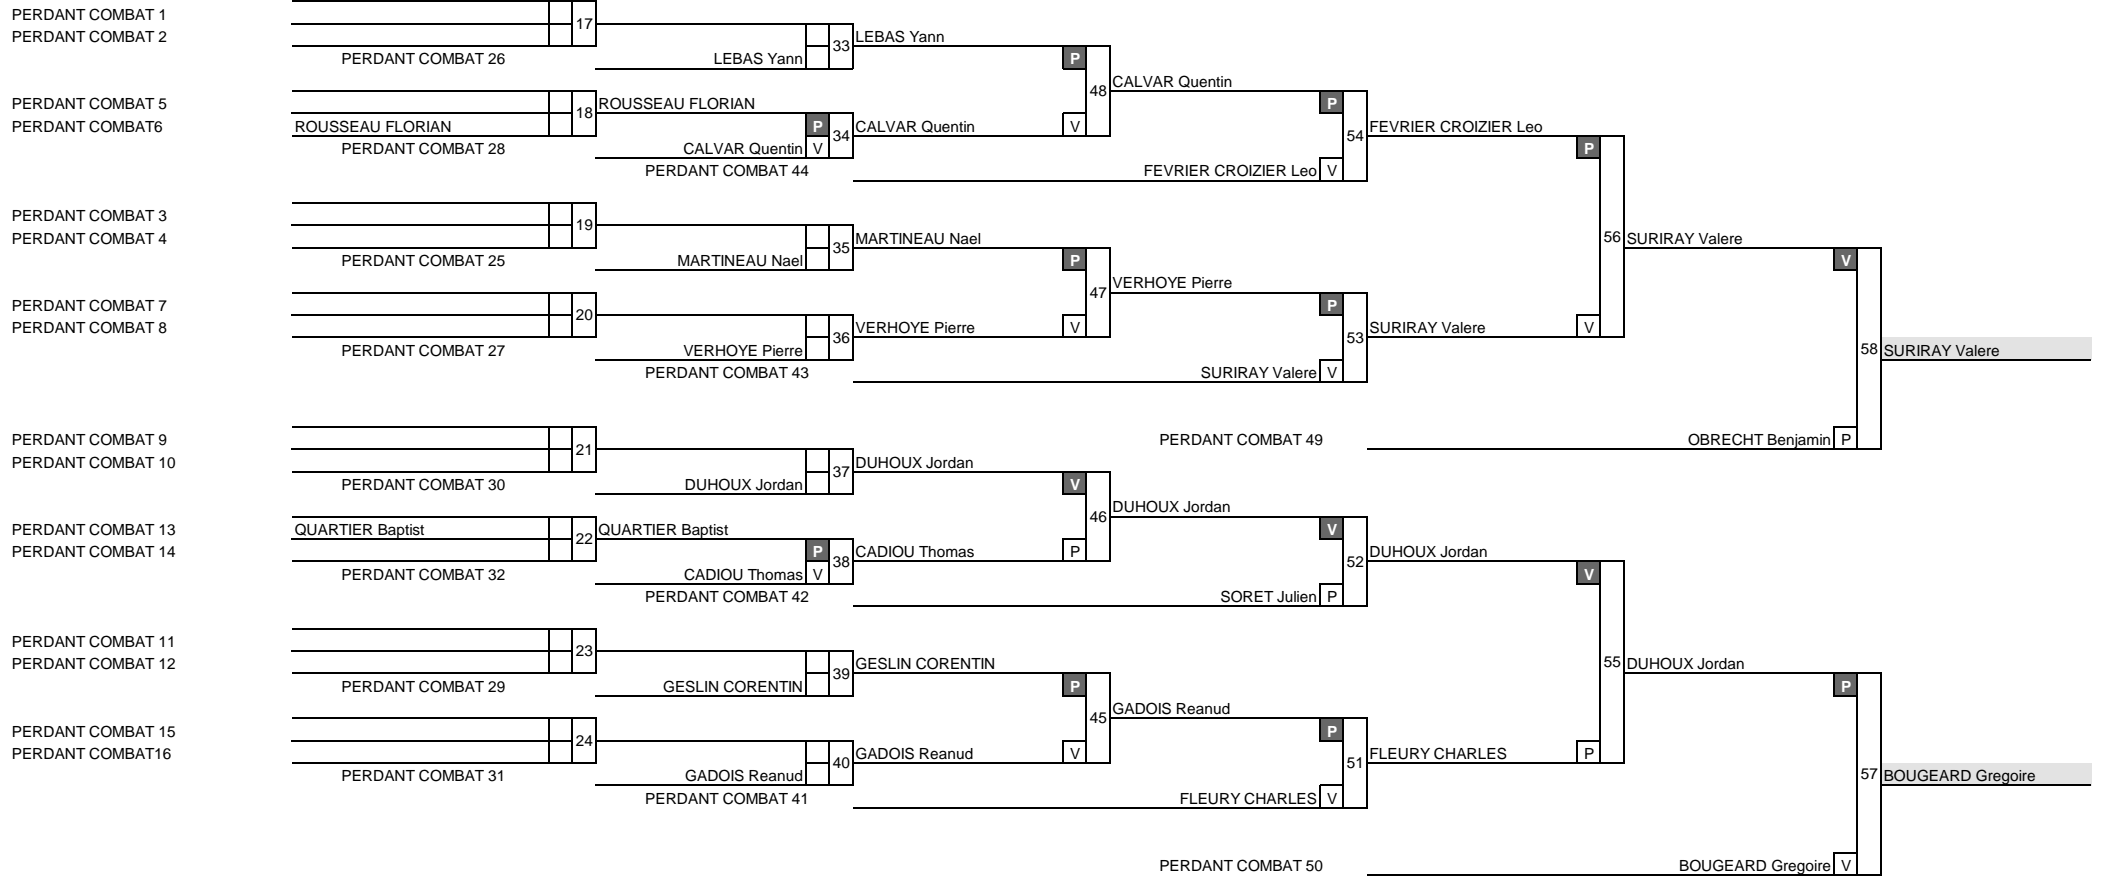 PERDANT COMBAT 1
17
PERDANT COMBAT 2
33 LEBAS Yann
PERDANT COMBAT 26
LEBAS Yann
P
48 CALVAR Quentin
PERDANT COMBAT 5
18 ROUSSEAU FLORIAN
P
PERDANT COMBAT6
ROUSSEAU FLORIAN
P
34 CALVAR Quentin
V
54 FEVRIER CROIZIER Leo
PERDANT COMBAT 28
CALVAR Quentin V
P
PERDANT COMBAT 44
FEVRIER CROIZIER Leo V
PERDANT COMBAT 3
19
PERDANT COMBAT 4
35 MARTINEAU Nael
56 SURIRAY Valere
PERDANT COMBAT 25
MARTINEAU Nael
P
V
47 VERHOYE Pierre
PERDANT COMBAT 7
20
P
PERDANT COMBAT 8
36 VERHOYE Pierre
V
53 SURIRAY Valere
V
PERDANT COMBAT 27
VERHOYE Pierre
58 SURIRAY Valere
PERDANT COMBAT 43
SURIRAY Valere V
PERDANT COMBAT 9
21
PERDANT COMBAT 49
OBRECHT Benjamin P
PERDANT COMBAT 10
37 DUHOUX Jordan
PERDANT COMBAT 30
DUHOUX Jordan
V
46 DUHOUX Jordan
PERDANT COMBAT 13
QUARTIER Baptist
22 QUARTIER Baptist
V
PERDANT COMBAT 14
P
38 CADIOU Thomas
P
52 DUHOUX Jordan
PERDANT COMBAT 32
CADIOU Thomas V
V
PERDANT COMBAT 42
SORET Julien P
PERDANT COMBAT 11
23
PERDANT COMBAT 12
39 GESLIN CORENTIN
55 DUHOUX Jordan
PERDANT COMBAT 29
GESLIN CORENTIN
P
P
45 GADOIS Reanud
PERDANT COMBAT 15
24
P
PERDANT COMBAT16
40 GADOIS Reanud
V
51 FLEURY CHARLES
P
PERDANT COMBAT 31
GADOIS Reanud
57 BOUGEARD Gregoire
PERDANT COMBAT 41
FLEURY CHARLES V
PERDANT COMBAT 50
BOUGEARD Gregoire V